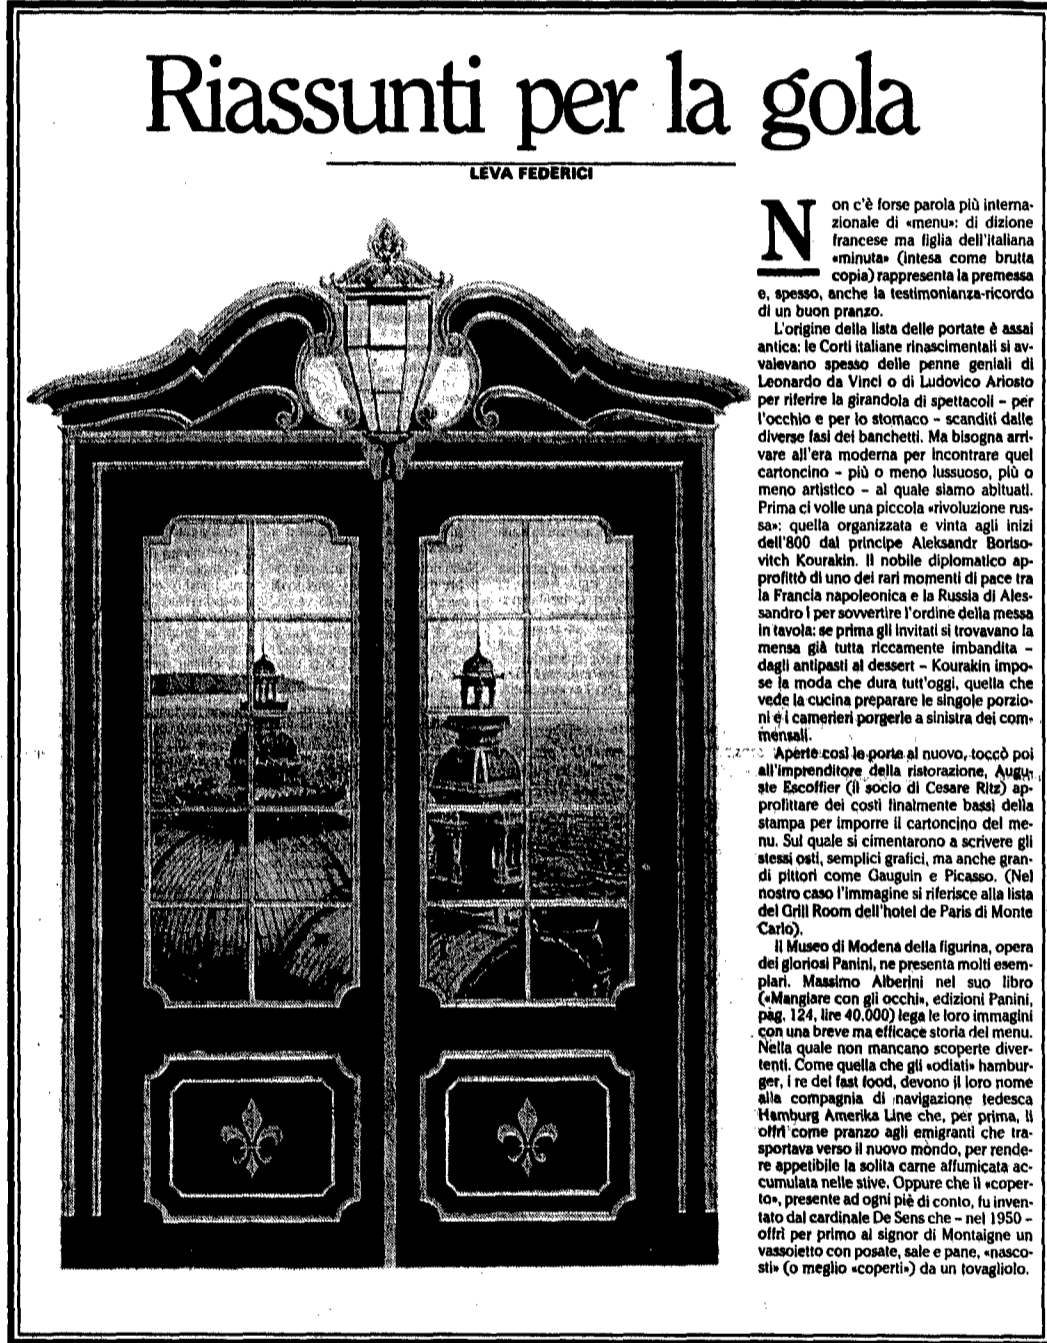 Riassunti per la gola
LEVA FEDERICI
Non c'è forse parola più interna-
zionale di «menu»: di dizione
francese ma figlia dell'italiana
«minuta» (intesa come brutta
copia) rappresenta la premessa
e, spesso, anche la testimonianza-ricordo
di un buon pranzo.
L'origine della lista delle portate è assai
antica: le Corti italiane rinascimentali si av-
valevano spesso delle penne geniali di
Leonardo da Vinci o di Ludovico Ariosto
per riferire la girandola di spettacoli – per
l'occhio e per lo stomaco – scanditi dalle
diverse fasi dei banchetti. Ma bisogna arri-
vare all'era moderna per incontrare quel
cartoncino – più o meno lussuoso, più o
meno artistico – al quale siamo abituati.
Prima ci volle una piccola «rivoluzione rus-
sa»: quella organizzata e vinta agli inizi
dell'800 dal principe Aleksandr Boriso-
vitch Kourakin. Il nobile diplomatico ap-
profittò di uno dei rari momenti di pace tra
la Francia napoleonica e la Russia di Ales-
sandro I per sovvertire l'ordine della messa
in tavola: se prima gli invitati si trovavano la
mensa già tutta riccamente imbandita –
dagli antipasti al dessert – Kourakin impo-
se la moda che dura tutt'oggi, quella che
vede la cucina preparare le singole porzio-
ni e i camerieri porgerle a sinistra dei com-
mensali.
Aperte così le porte al nuovo, toccò poi
all'imprenditore della ristorazione, Augu-
ste Escoffier (il socio di Cesare Ritz) ap-
profittare dei costi finalmente bassi della
stampa per imporre il cartoncino del me-
nu. Sul quale si cimentarono a scrivere gli
stessi osti, semplici grafici, ma anche gran-
di pittori come Gauguin e Picasso. (Nel
nostro caso l'immagine si riferisce alla lista
del Grill Room dell'hotel de Paris di Monte
Carlo).
Il Museo di Modena della figurina, opera
dei gloriosi Panini, ne presenta molti esem-
plari. Massimo Alberini nel suo libro
(«Mangiare con gli occhi», edizioni Panini,
pag. 124, lire 40.000) lega le loro immagini
con una breve ma efficace storia del menu.
Nella quale non mancano scoperte diver-
tenti. Come quella che gli «odiati» hambur-
ger, i re del fast food, devono il loro nome
alla compagnia di navigazione tedesca
Hamburg Amerika Line che, per prima, li
offrì come pranzo agli emigranti che tra-
sportava verso il nuovo mondo, per rende-
re appetibile la solita carne affumicata ac-
cumulata nelle stive. Oppure che il «coper-
to», presente ad ogni piè di conto, fu inven-
tato dal cardinale De Sens che – nel 1950 –
offrì per primo al signor di Montaigne un
vassoietto con posate, sale e pane, «nasco-
sti» (o meglio «coperti») da un tovagliolo.